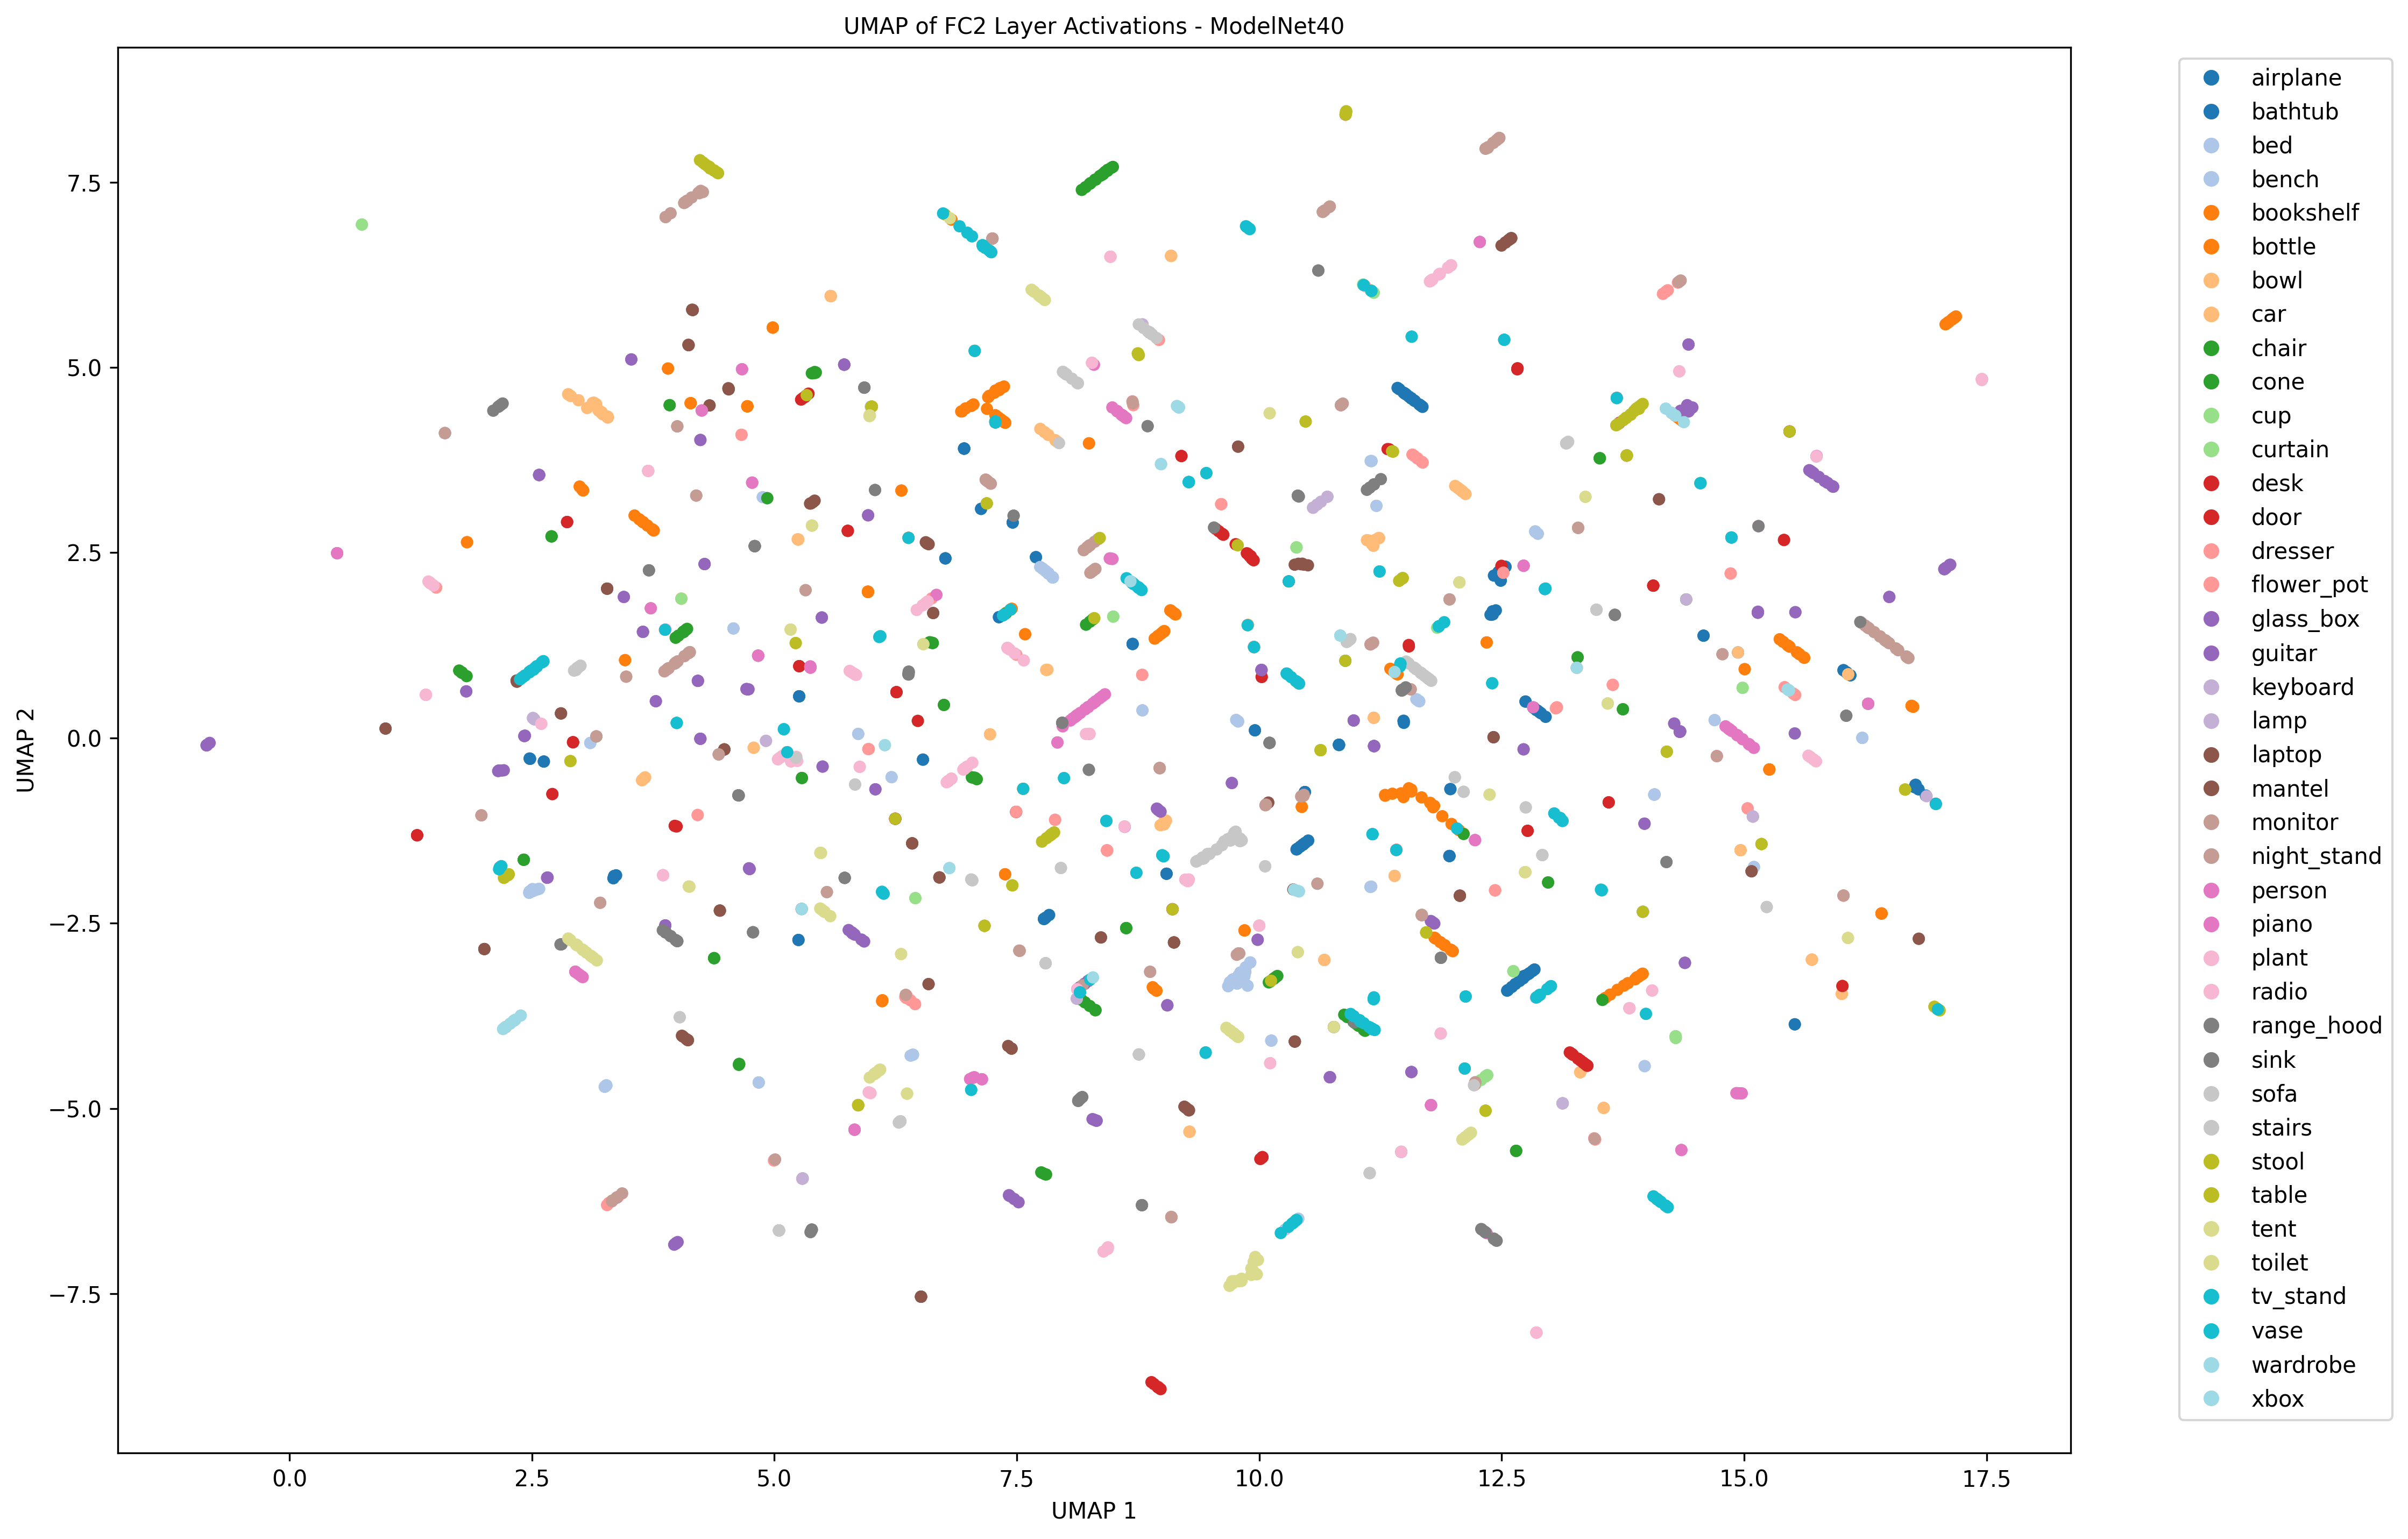 UMAP of FC2 Layer Activations - ModelNet40
UMAP 2
7.5
5.0
2.5
0.0
−2.5
−5.0
−7.5
0.0
2.5
5.0
7.5
10.0
12.5
15.0
17.5
UMAP 1
airplane
bathtub
bed
bench
bookshelf
bottle
bowl
car
chair
cone
cup
curtain
desk
door
dresser
flower_pot
glass_box
guitar
keyboard
lamp
laptop
mantel
monitor
night_stand
person
piano
plant
radio
range_hood
sink
sofa
stairs
stool
table
tent
toilet
tv_stand
vase
wardrobe
xbox